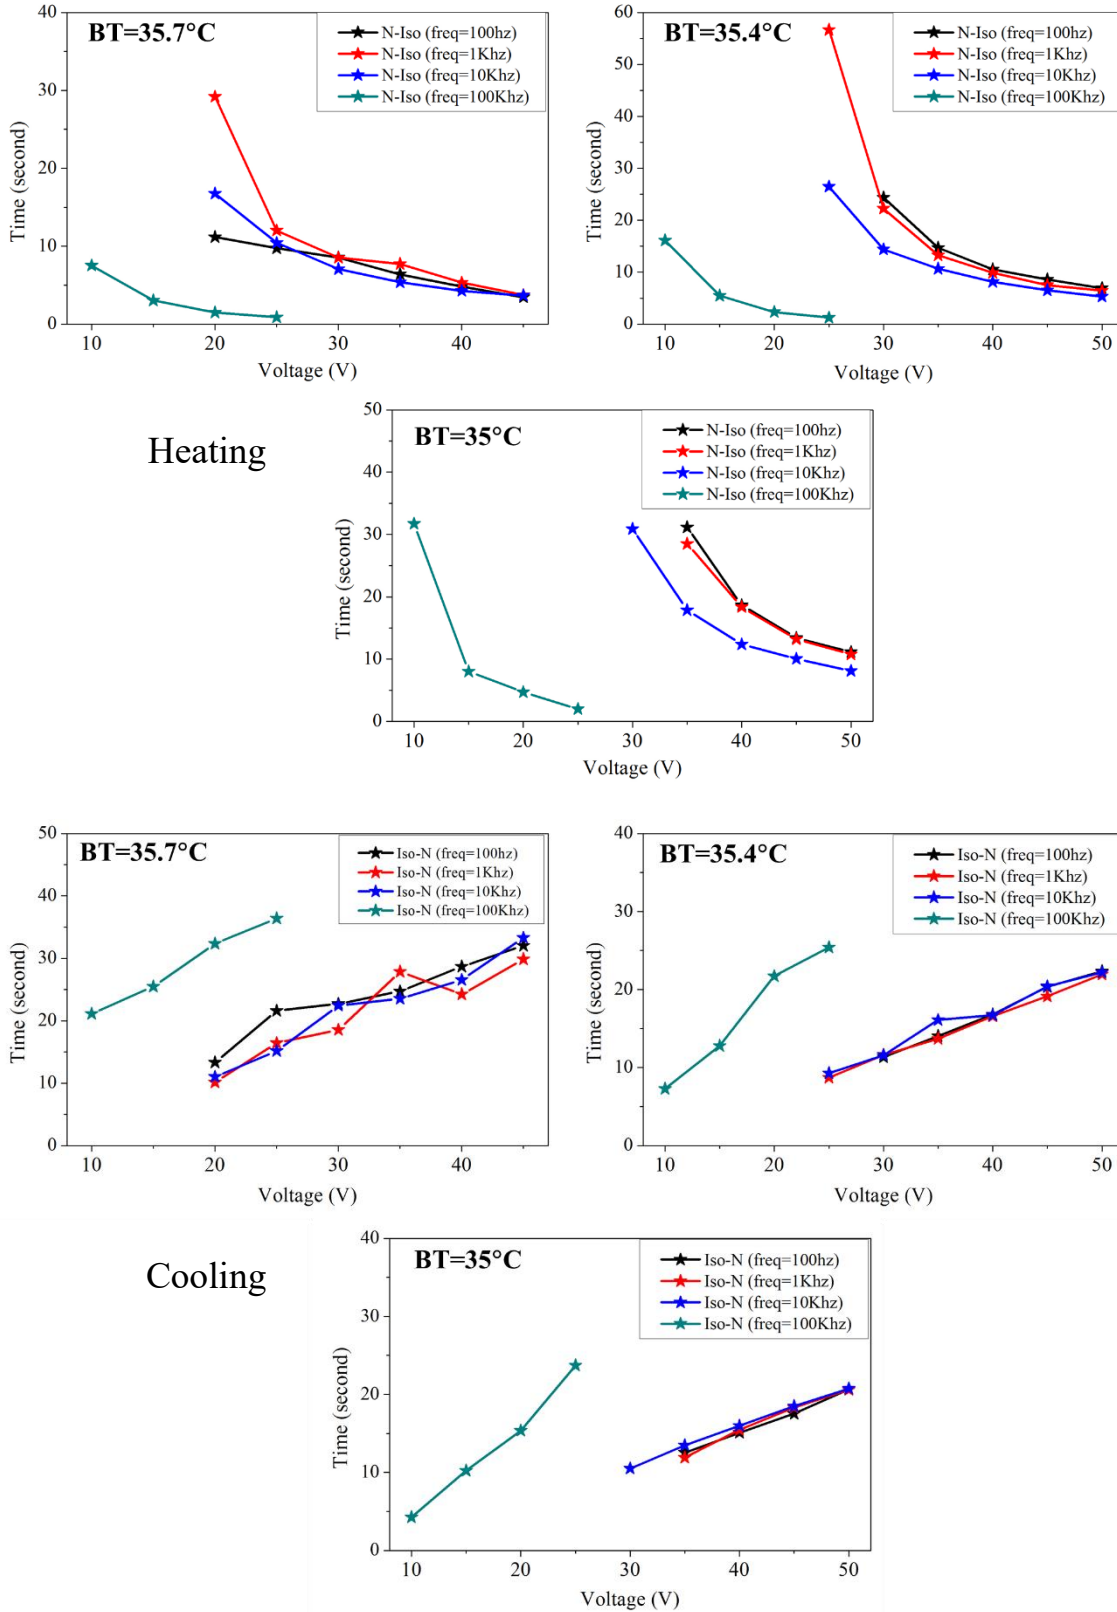 BT=35.7°C
N-Iso (freq=100hz)
N-Iso (freq=1Khz)
N-Iso (freq=10Khz)
N-Iso (freq=100Khz)
40
30
20
10
0
Time (second)
10 20 30 40
Voltage (V)
BT=35.4°C
N-Iso (freq=100hz)
N-Iso (freq=1Khz)
N-Iso (freq=10Khz)
N-Iso (freq=100Khz)
60
50
40
30
20
10
0
Time (second)
10 20 30 40 50
Voltage (V)
Heating
BT=35°C
N-Iso (freq=100hz)
N-Iso (freq=1Khz)
N-Iso (freq=10Khz)
N-Iso (freq=100Khz)
50
40
30
20
10
0
Time (second)
10 20 30 40 50
Voltage (V)
BT=35.7°C
Iso-N (freq=100hz)
Iso-N (freq=1Khz)
Iso-N (freq=10Khz)
Iso-N (freq=100Khz)
50
40
30
20
10
0
Time (second)
10 20 30 40
Voltage (V)
BT=35.4°C
Iso-N (freq=100hz)
Iso-N (freq=1Khz)
Iso-N (freq=10Khz)
Iso-N (freq=100Khz)
40
30
20
10
0
Time (second)
10 20 30 40 50
Voltage (V)
Cooling
BT=35°C
Iso-N (freq=100hz)
Iso-N (freq=1Khz)
Iso-N (freq=10Khz)
Iso-N (freq=100Khz)
40
30
20
10
0
Time (second)
10 20 30 40 50
Voltage (V)